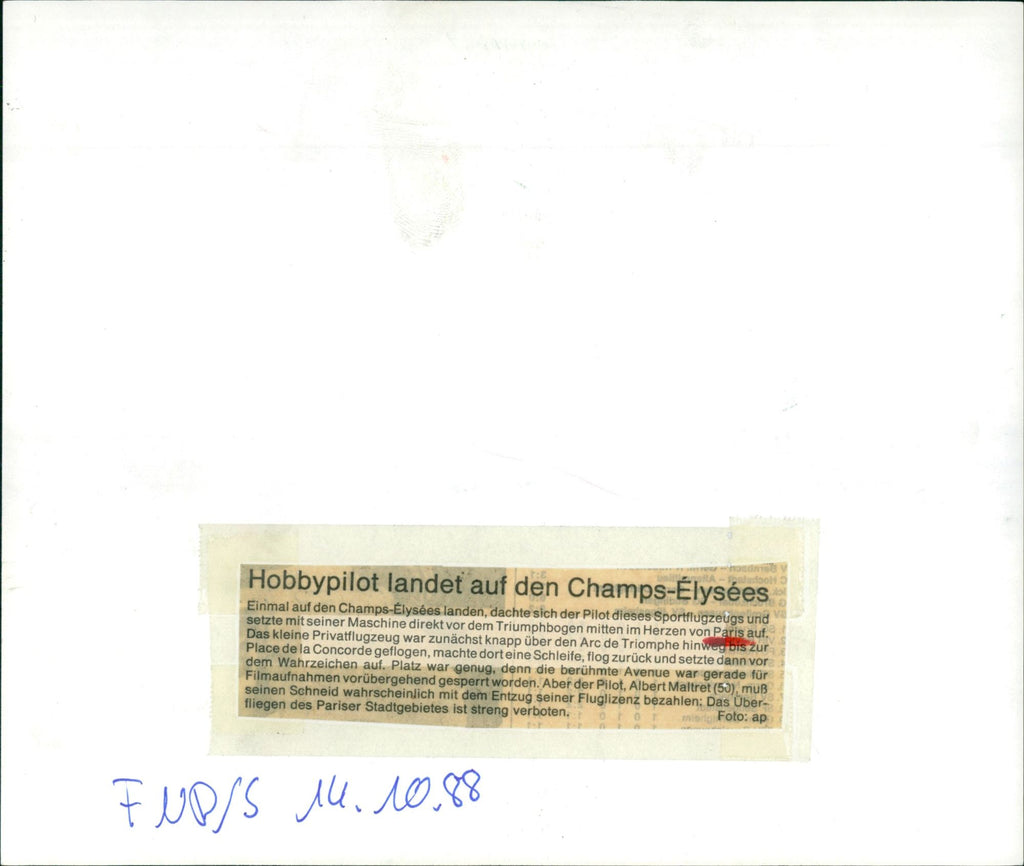 Hobbypilot landet auf den Champs-Élysées
Einmal auf den Champs-Élysées landen, dachte sich der Pilot dieses Sportflugzeugs und
setzte mit seiner Maschine direkt vor dem Triumphbogen mitten im Herzen von Paris auf.
Das kleine Privatflugzeug war zunächst knapp über den Arc de Triomphe hinweg bis zur
Place de la Concorde geflogen, machte dort eine Schleife, flog zurück und setzte dann vor
dem Wahrzeichen auf. Platz war genug, denn die berühmte Avenue war gerade für
Filmaufnahmen vorübergehend gesperrt worden. Aber der Pilot, Albert Maltret (50), muß
seinen Schneid wahrscheinlich mit dem Entzug seiner Fluglizenz bezahlen: Das Über-
fliegen des Pariser Stadtgebietes ist streng verboten. Foto: ap
FNP/S 14.10.88